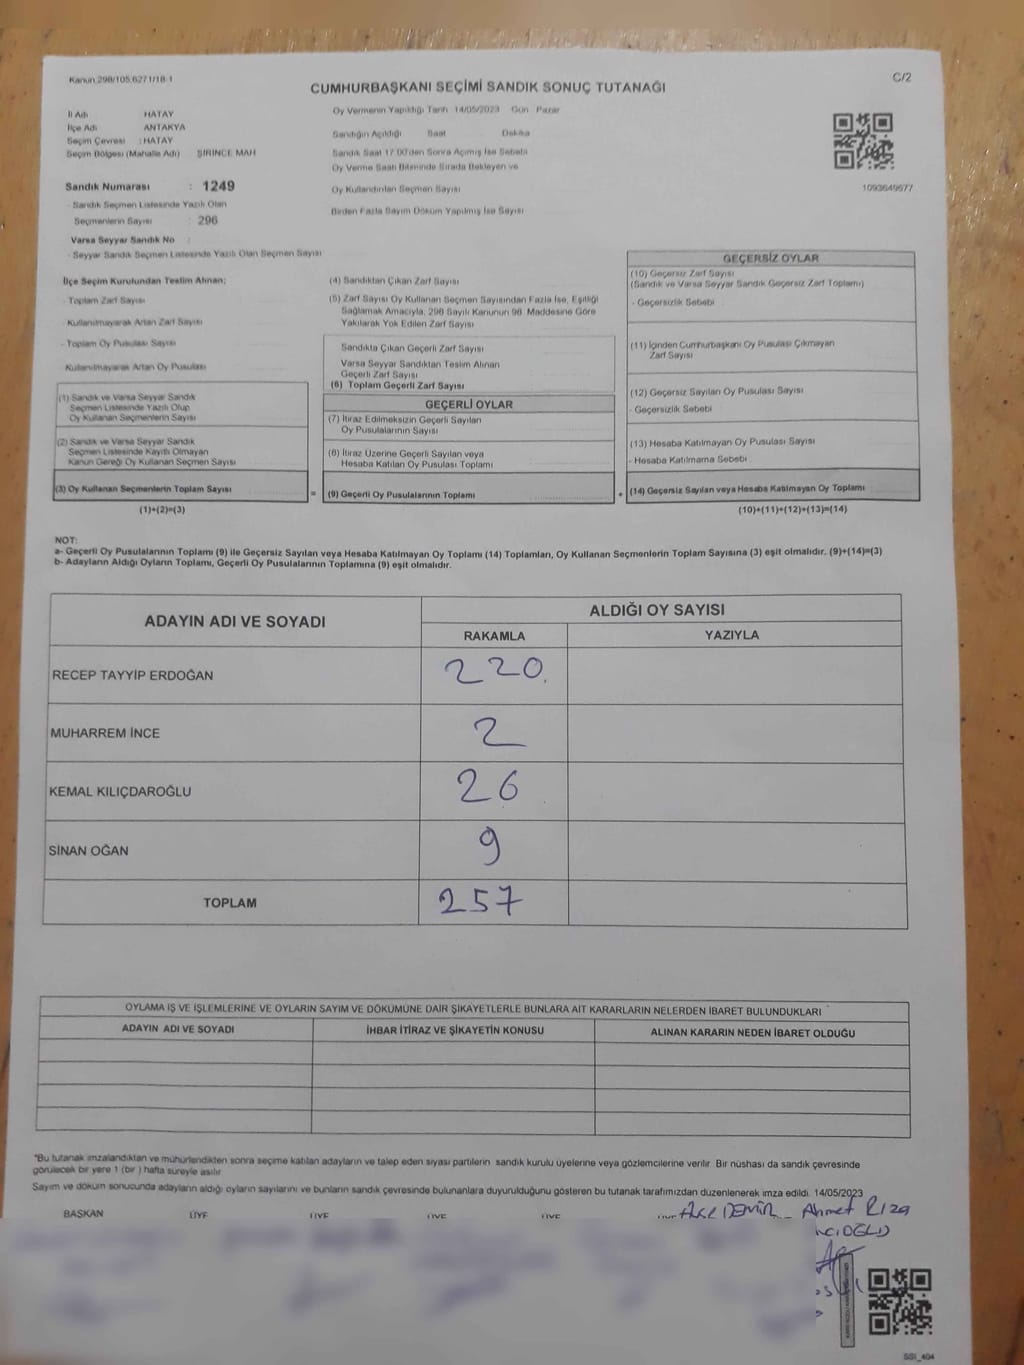 Kanun 298/105,6271/18-1
C/2
CUMHURBAŞKANI SEÇİMİ SANDIK SONUÇ TUTANAĞI
İl Adı HATAY
İlçe Adı ANTAKYA
Seçim Çevresi : HATAY
Seçim Bölgesi (Mahalle Adı) ŞİRİNCE MAH
Sandık Numarası : 1249
- Sandık Seçmen Listesinde Yazılı Olan
Seçmenlerin Sayısı : 296
Varsa Seyyar Sandık No
- Seyyar Sandık Seçmen Listesinde Yazılı Olan Seçmen Sayısı
Oy Vermenin Yapıldığı Tarih 14/05/2023 Gün Pazar
Sandığın Açıldığı Saat Dakika
Sandık Saat 17:00'den Sonra Açılmış İse Sebebi
Oy Verme Saati Bitiminde Sırada Bekleyen ve
Oy Kullandırılan Seçmen Sayısı
Birden Fazla Sayım Döküm Yapılmış İse Sayısı
1093649677
İlçe Seçim Kurulundan Teslim Alınan;
- Toplam Zarf Sayısı
- Kullanılmayarak Artan Zarf Sayısı
- Toplam Oy Pusulası Sayısı
- Kullanılmayarak Artan Oy Pusulası
(1) Sandık ve Varsa Seyyar Sandık
Seçmen Listesinde Yazılı Olup
Oy Kullanan Seçmenlerin Sayısı
(2) Sandık ve Varsa Seyyar Sandık
Seçmen Listesinde Kayıtlı Olmayan
Kanun Gereği Oy Kullanan Seçmen Sayısı
(3) Oy Kullanan Seçmenlerin Toplam Sayısı
(1)+(2)=(3)
(4) Sandıktan Çıkan Zarf Sayısı
(5) Zarf Sayısı Oy Kullanan Seçmen Sayısından Fazla İse, Eşitliği
Sağlamak Amacıyla, 298 Sayılı Kanunun 98. Maddesine Göre
Yakılarak Yok Edilen Zarf Sayısı
Sandıkta Çıkan Geçerli Zarf Sayısı
Varsa Seyyar Sandıktan Teslim Alınan
Geçerli Zarf Sayısı
(6) Toplam Geçerli Zarf Sayısı
GEÇERLİ OYLAR
(7) İtiraz Edilmeksizin Geçerli Sayılan
Oy Pusulalarının Sayısı
(8) İtiraz Üzerine Geçerli Sayılan veya
Hesaba Katılan Oy Pusulası Toplamı
= (9) Geçerli Oy Pusulalarının Toplamı
GEÇERSİZ OYLAR
(10) Geçersiz Zarf Sayısı
(Sandık ve Varsa Seyyar Sandık Geçersiz Zarf Toplamı)
- Geçersizlik Sebebi
(11) İçinden Cumhurbaşkanı Oy Pusulası Çıkmayan
Zarf Sayısı
(12) Geçersiz Sayılan Oy Pusulası Sayısı
- Geçersizlik Sebebi
(13) Hesaba Katılmayan Oy Pusulası Sayısı
- Hesaba Katılmama Sebebi
+ (14) Geçersiz Sayılan veya Hesaba Katılmayan Oy Toplamı
(10)+(11)+(12)+(13)=(14)
NOT:
a- Geçerli Oy Pusulalarının Toplamı (9) ile Geçersiz Sayılan veya Hesaba Katılmayan Oy Toplamı (14) Toplamları, Oy Kullanan Seçmenlerin Toplam Sayısına (3) eşit olmalıdır. (9)+(14)=(3)
b- Adayların Aldığı Oyların Toplamı, Geçerli Oy Pusulalarının Toplamına (9) eşit olmalıdır.
ADAYIN ADI VE SOYADI ALDIĞI OY SAYISI
RAKAMLA YAZIYLA
RECEP TAYYİP ERDOĞAN 220
MUHARREM İNCE 2
KEMAL KILIÇDAROĞLU 26
SİNAN OĞAN 9
TOPLAM 257
OYLAMA İŞ VE İŞLEMLERİNE VE OYLARIN SAYIM VE DÖKÜMÜNE DAİR ŞİKAYETLERLE BUNLARA AİT KARARLARIN NELERDEN İBARET BULUNDUKLARI
ADAYIN ADI VE SOYADI İHBAR İTİRAZ VE ŞİKAYETİN KONUSU ALINAN KARARIN NEDEN İBARET OLDUĞU
"Bu tutanak imzalandıktan ve mühürlendikten sonra seçime katılan adayların ve talep eden siyasi partilerin sandık kurulu üyelerine veya gözlemcilerine verilir. Bir nüshası da sandık çevresinde
görülecek bir yere 1 (bir ) hafta süreyle asılır
Sayım ve döküm sonucunda adayların aldığı oyların sayılarını ve bunların sandık çevresinde bulunanlara duyurulduğunu gösteren bu tutanak tarafımızdan düzenlenerek imza edildi. 14/05/2023
BAŞKAN ÜYE ÜYE ÜYE ÜYE DEMİR Ahmet RIZA
SSI_404